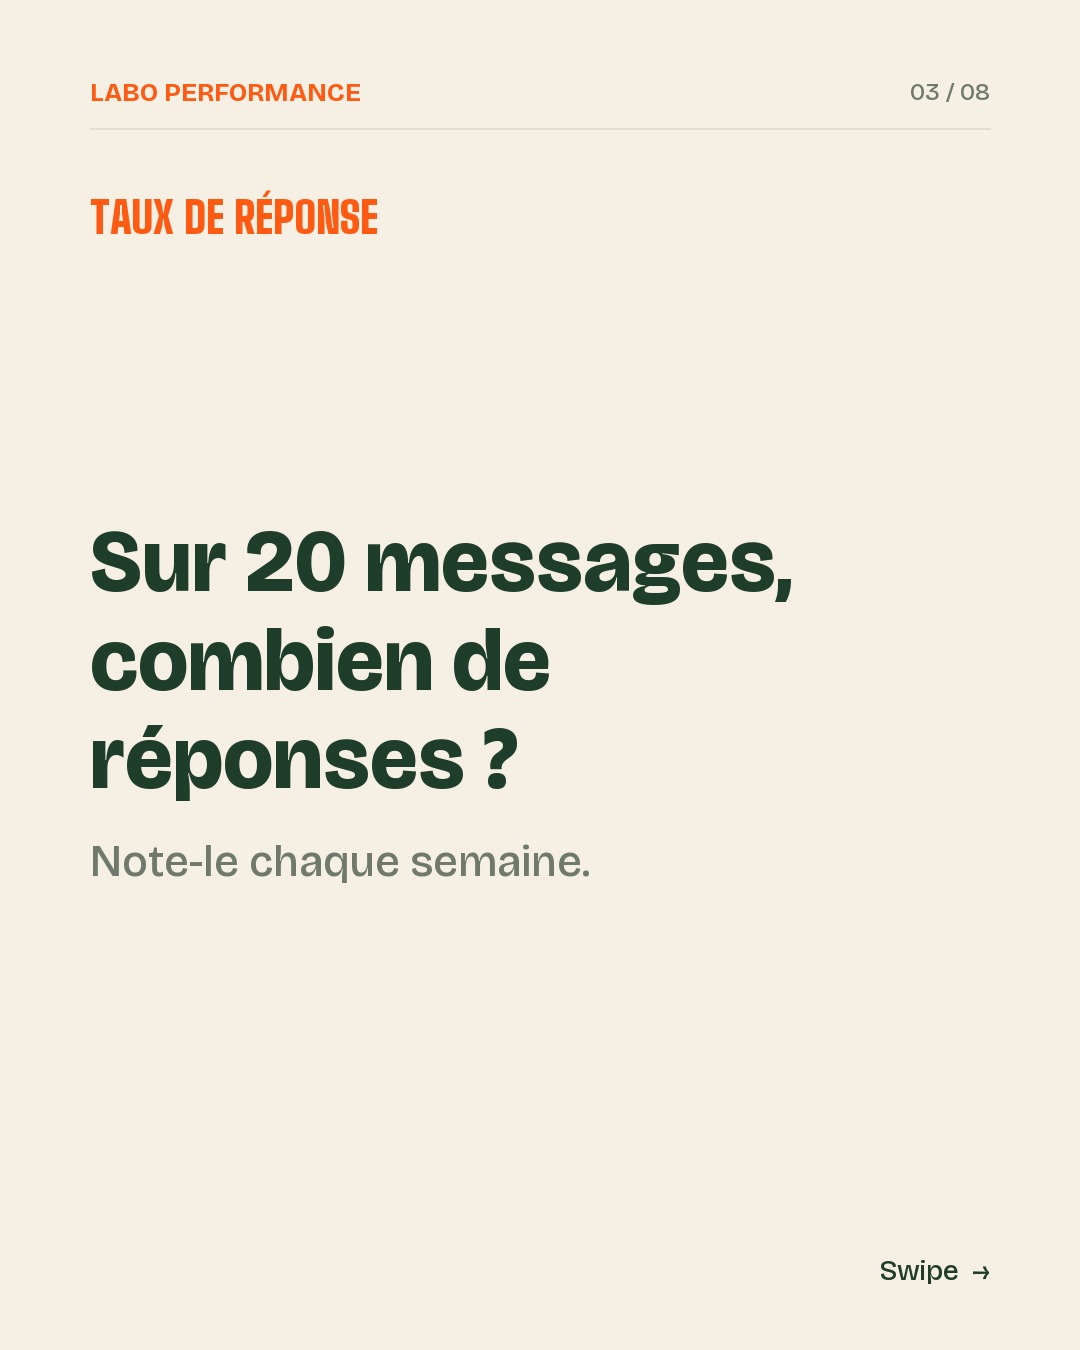 LABO PERFORMANCE
03 / 08
TAUX DE RÉPONSE
Sur 20 messages,
combien de
réponses ?
Note-le chaque semaine.
Swipe →